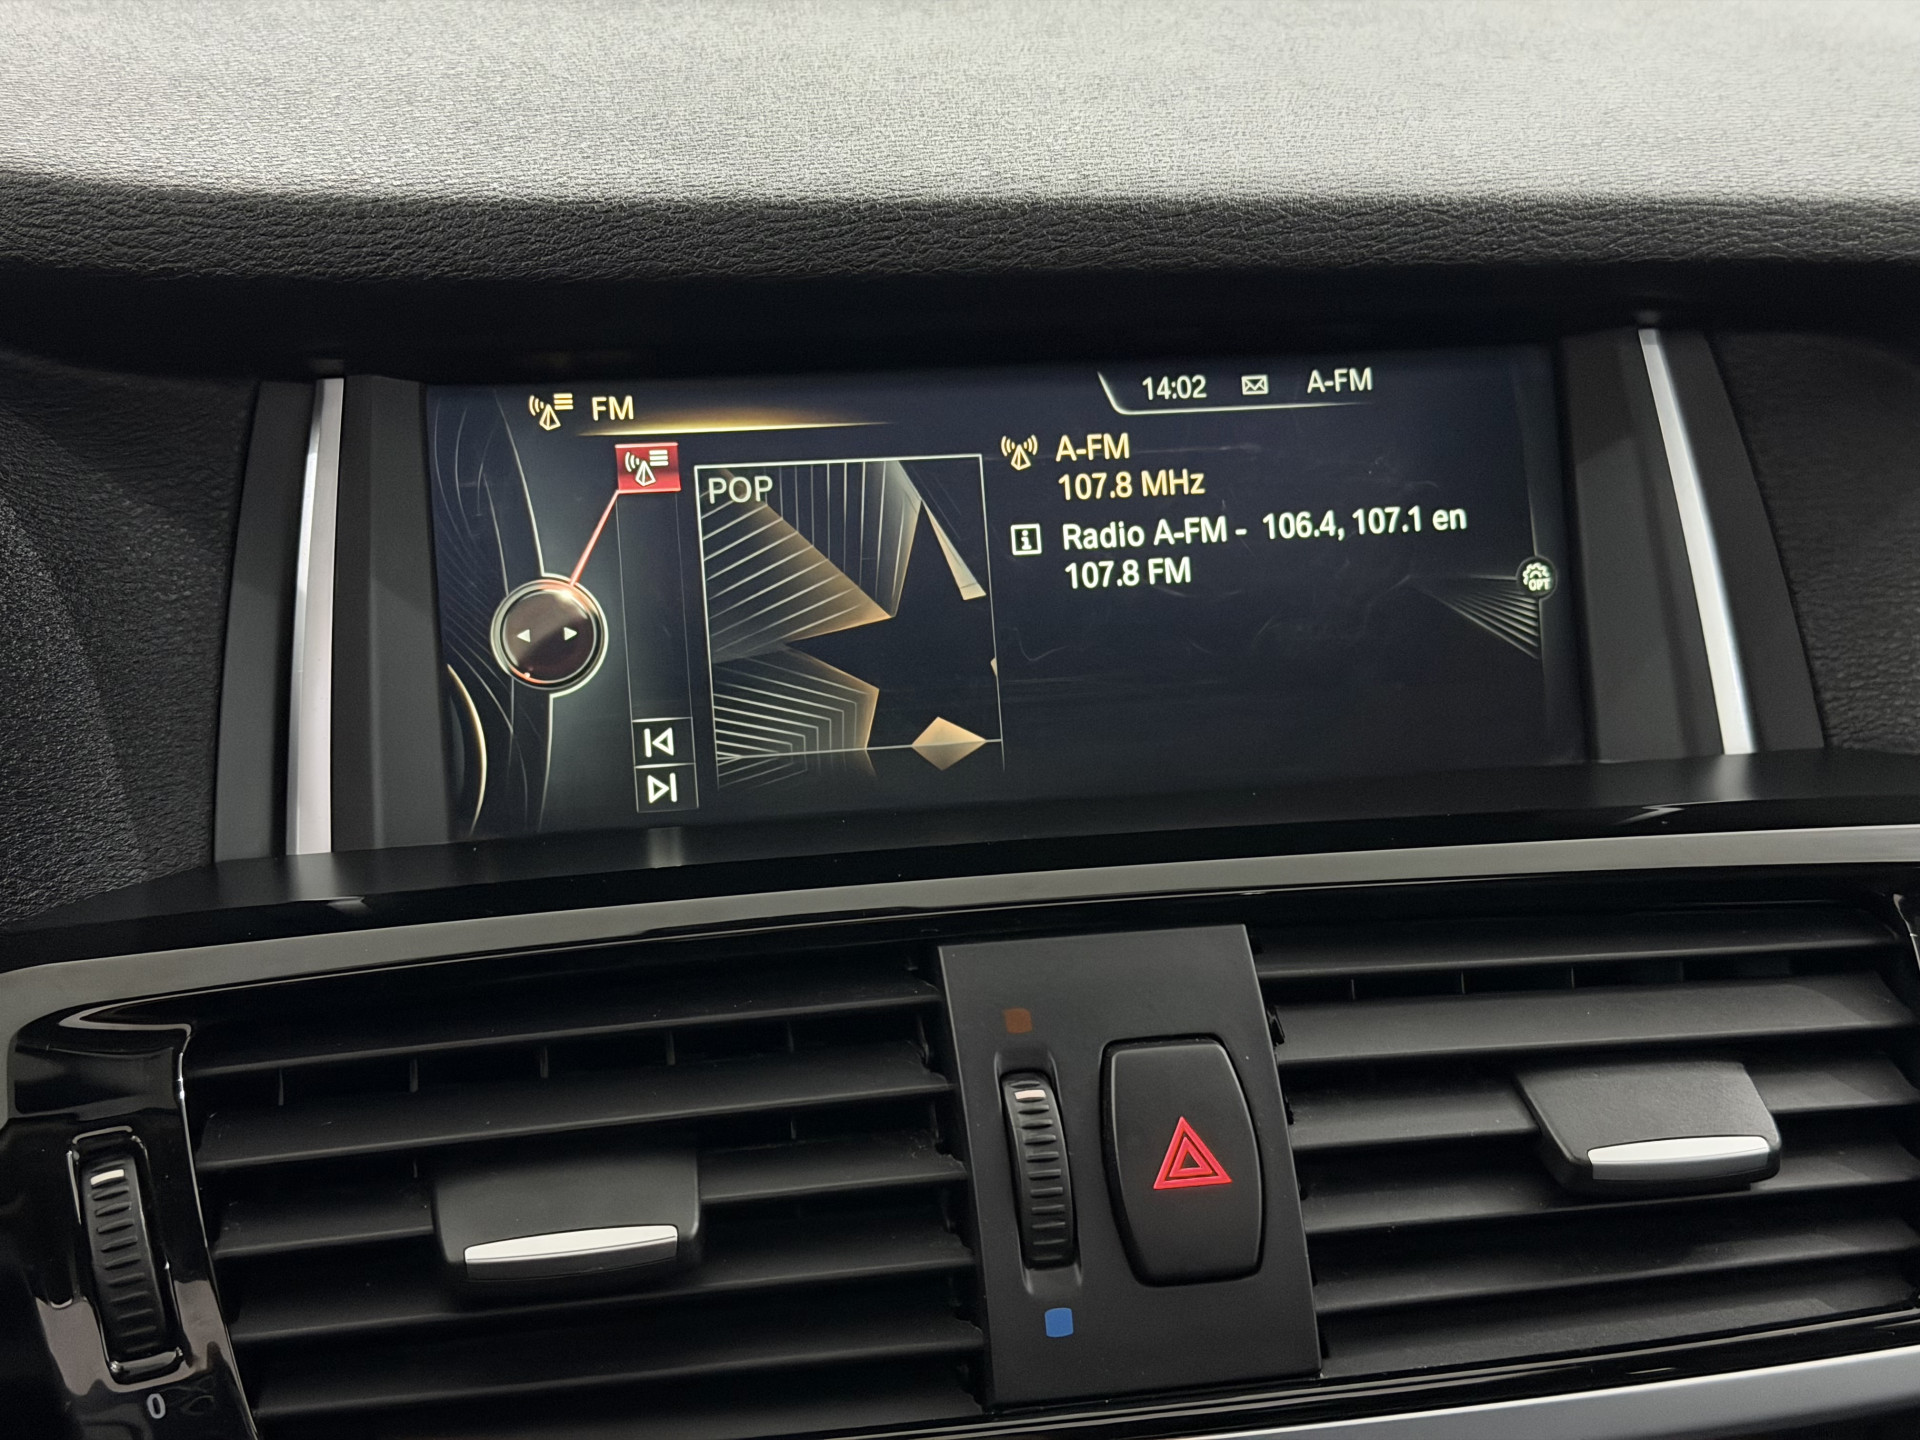 FM
14:02 A-FM
POP
A-FM
107.8 MHz
Radio A-FM - 106.4, 107.1 en
107.8 FM
OPT
0